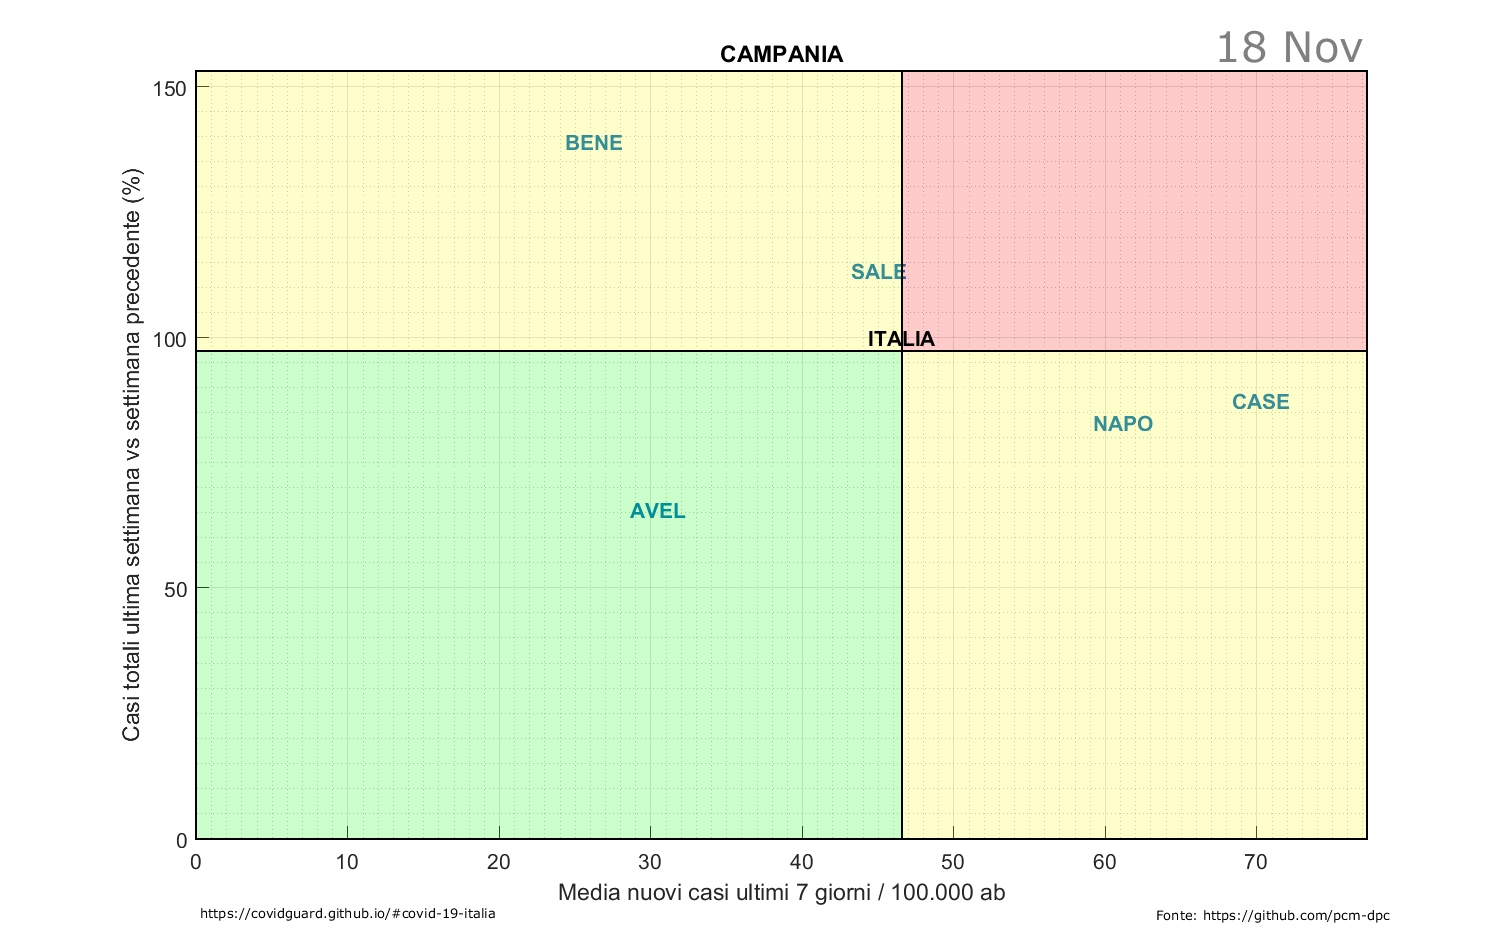 CAMPANIA
18 Nov
150
100
50
0
Casi totali ultima settimana vs settimana precedente (%)
BENE
SALE
ITALIA
CASE
NAPO
AVEL
0 10 20 30 40 50 60 70
Media nuovi casi ultimi 7 giorni / 100.000 ab
https://covidguard.github.io/#covid-19-italia
Fonte: https://github.com/pcm-dpc